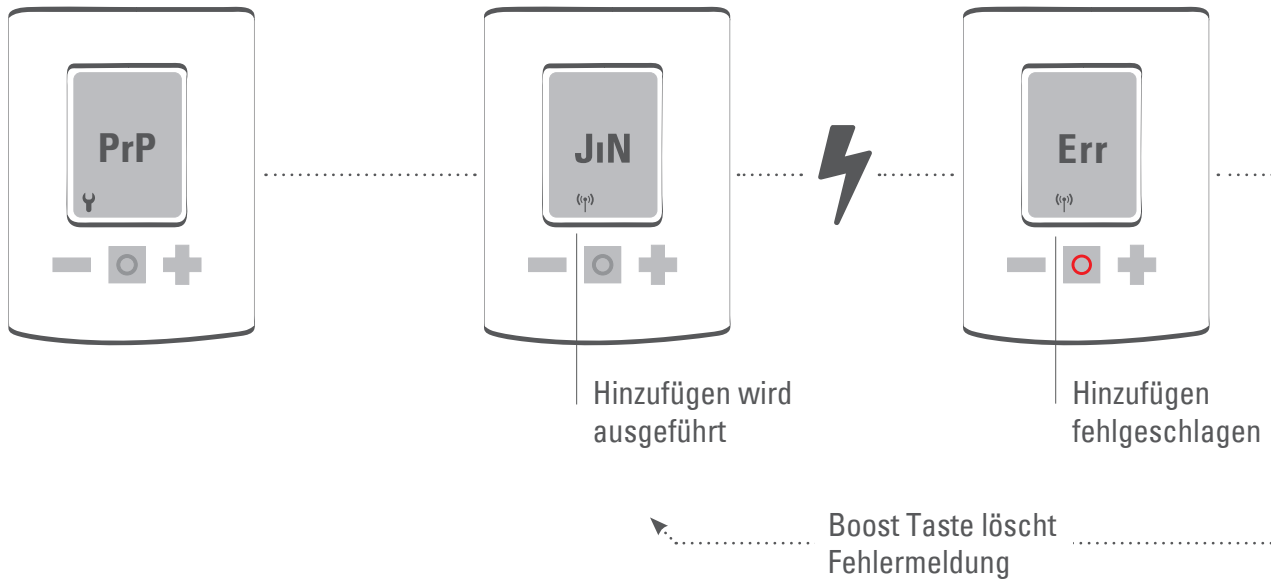 PrP
JıN
Err
Hinzufügen wird
ausgeführt
Hinzufügen
fehlgeschlagen
Boost Taste löscht
Fehlermeldung